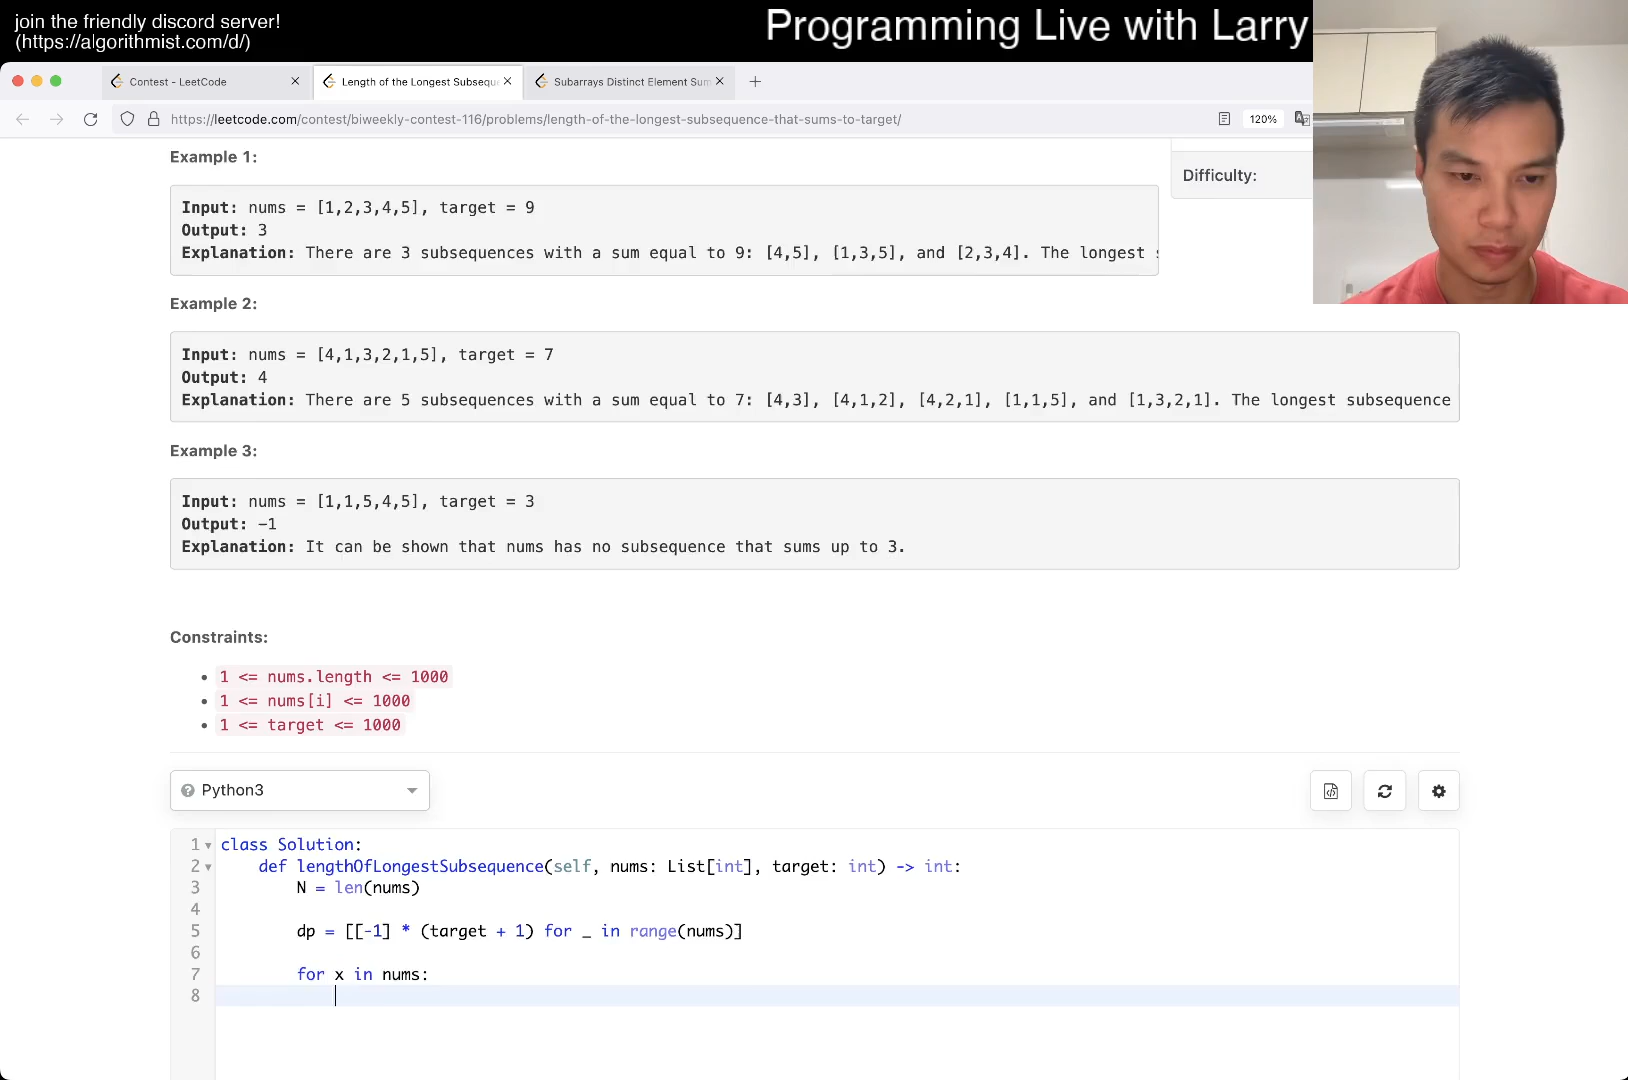 join the friendly discord server!
(https://algorithmist.com/d/)
Programming Live with Larry
Contest - LeetCode
Length of the Longest Subseque
Subarrays Distinct Element Sum
https://leetcode.com/contest/biweekly-contest-116/problems/length-of-the-longest-subsequence-that-sums-to-target/
120%
Example 1:
Difficulty:
Input: nums = [1,2,3,4,5], target = 9
Output: 3
Explanation: There are 3 subsequences with a sum equal to 9: [4,5], [1,3,5], and [2,3,4]. The longest
Example 2:
Input: nums = [4,1,3,2,1,5], target = 7
Output: 4
Explanation: There are 5 subsequences with a sum equal to 7: [4,3], [4,1,2], [4,2,1], [1,1,5], and [1,3,2,1]. The longest subsequence
Example 3:
Input: nums = [1,1,5,4,5], target = 3
Output: -1
Explanation: It can be shown that nums has no subsequence that sums up to 3.
Constraints:
1 <= nums.length <= 1000
1 <= nums[i] <= 1000
1 <= target <= 1000
Python3
1 class Solution:
2 def lengthOfLongestSubsequence(self, nums: List[int], target: int) -> int:
3 N = len(nums)
4
5 dp = [[-1] * (target + 1) for _ in range(nums)]
6
7 for x in nums:
8